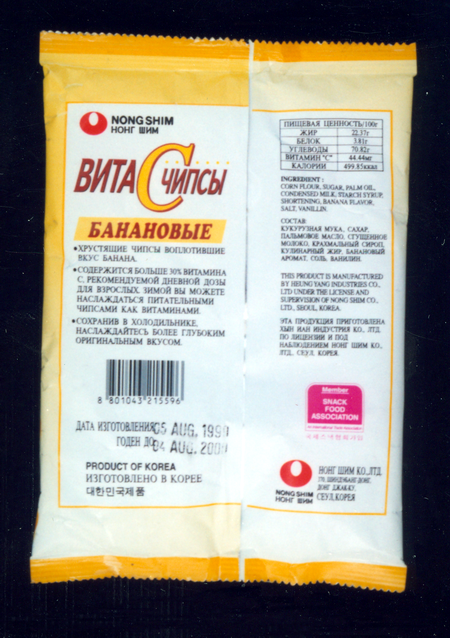 NONGSHIM
НОНГ ШИМ
ВИТА С ЧИПСЫ
БАНАНОВЫЕ
•ХРУСТЯЩИЕ ЧИПСЫ ВОПЛОТИВШИЕ
ВКУС БАНАНА.
•СОДЕРЖИТСЯ БОЛЬШЕ 30% ВИТАМИНА
С, РЕКОМЕНДУЕМОЙ ДНЕВНОЙ ДОЗЫ
ДЛЯ ВЗРОСЛЫХ. ЗИМОЙ ВЫ МОЖЕТЕ
НАСЛАЖДАТЬСЯ ПИТАТЕЛЬНЫМИ
ЧИПСАМИ КАК ВИТАМИНАМИ.
•СОХРАНИВ В ХОЛОДИЛЬНИКЕ,
НАСЛАЖДАЙТЕСЬ БОЛЕЕ ГЛУБОКИМ
ОРИГИНАЛЬНЫМ ВКУСОМ.
8 801043 215596
ДАТА ИЗГОТОВЛЕНИЯ: 05 AUG. 1999
ГОДЕН ДО: 04 AUG. 2000
PRODUCT OF KOREA
ИЗГОТОВЛЕНО В КОРЕЕ
대한민국제품
ПИЩЕВАЯ ЦЕННОСТЬ/100г
ЖИР 22.37г
БЕЛОК 3.81г
УГЛЕВОДЫ 70.82г
ВИТАМИН "С" 44.44мг
КАЛОРИИ 499.85ккал
INGREDIENT :
CORN FLOUR, SUGAR, PALM OIL,
CONDENSED MILK, STARCH SYRUP,
SHORTENING, BANANA FLAVOR,
SALT, VANILLIN.
СОСТАВ
КУКУРУЗНАЯ МУКА, САХАР,
ПАЛЬМОВОЕ МАСЛО, СГУЩЕННОЕ
МОЛОКО, КРАХМАЛЬНЫЙ СИРОП,
КУЛИНАРНЫЙ ЖИР, БАНАНОВЫЙ
АРОМАТ, СОЛЬ, ВАНИЛИН.
THIS PRODUCT IS MANUFACTURED
BY HEUNG YANG INDUSTRIES CO.,
LTD UNDER THE LICENSE AND
SUPERVISION OF NONG SHIM CO.,
LTD., SEOUL, KOREA.
ЭТА ПРОДУКЦИЯ ПРИГОТОВЛЕНА
ХЫН ЯАН ИНДУСТРИЯ КО., ЛТД.
ПО ЛИЦЕНЗИИ И ПОД
НАБЛЮДЕНИЕМ НОНГ ШИМ КО.,
ЛТД., СЕУЛ, КОРЕЯ.
Member
SNACK
FOOD
ASSOCIATION
NONG SHIM
НОНГ ШИМ
НОНГ ШИМ КО.,ЛТД.
ДОНГ ДЖАК-КУ,
СЕУЛ,КОРЕЯ